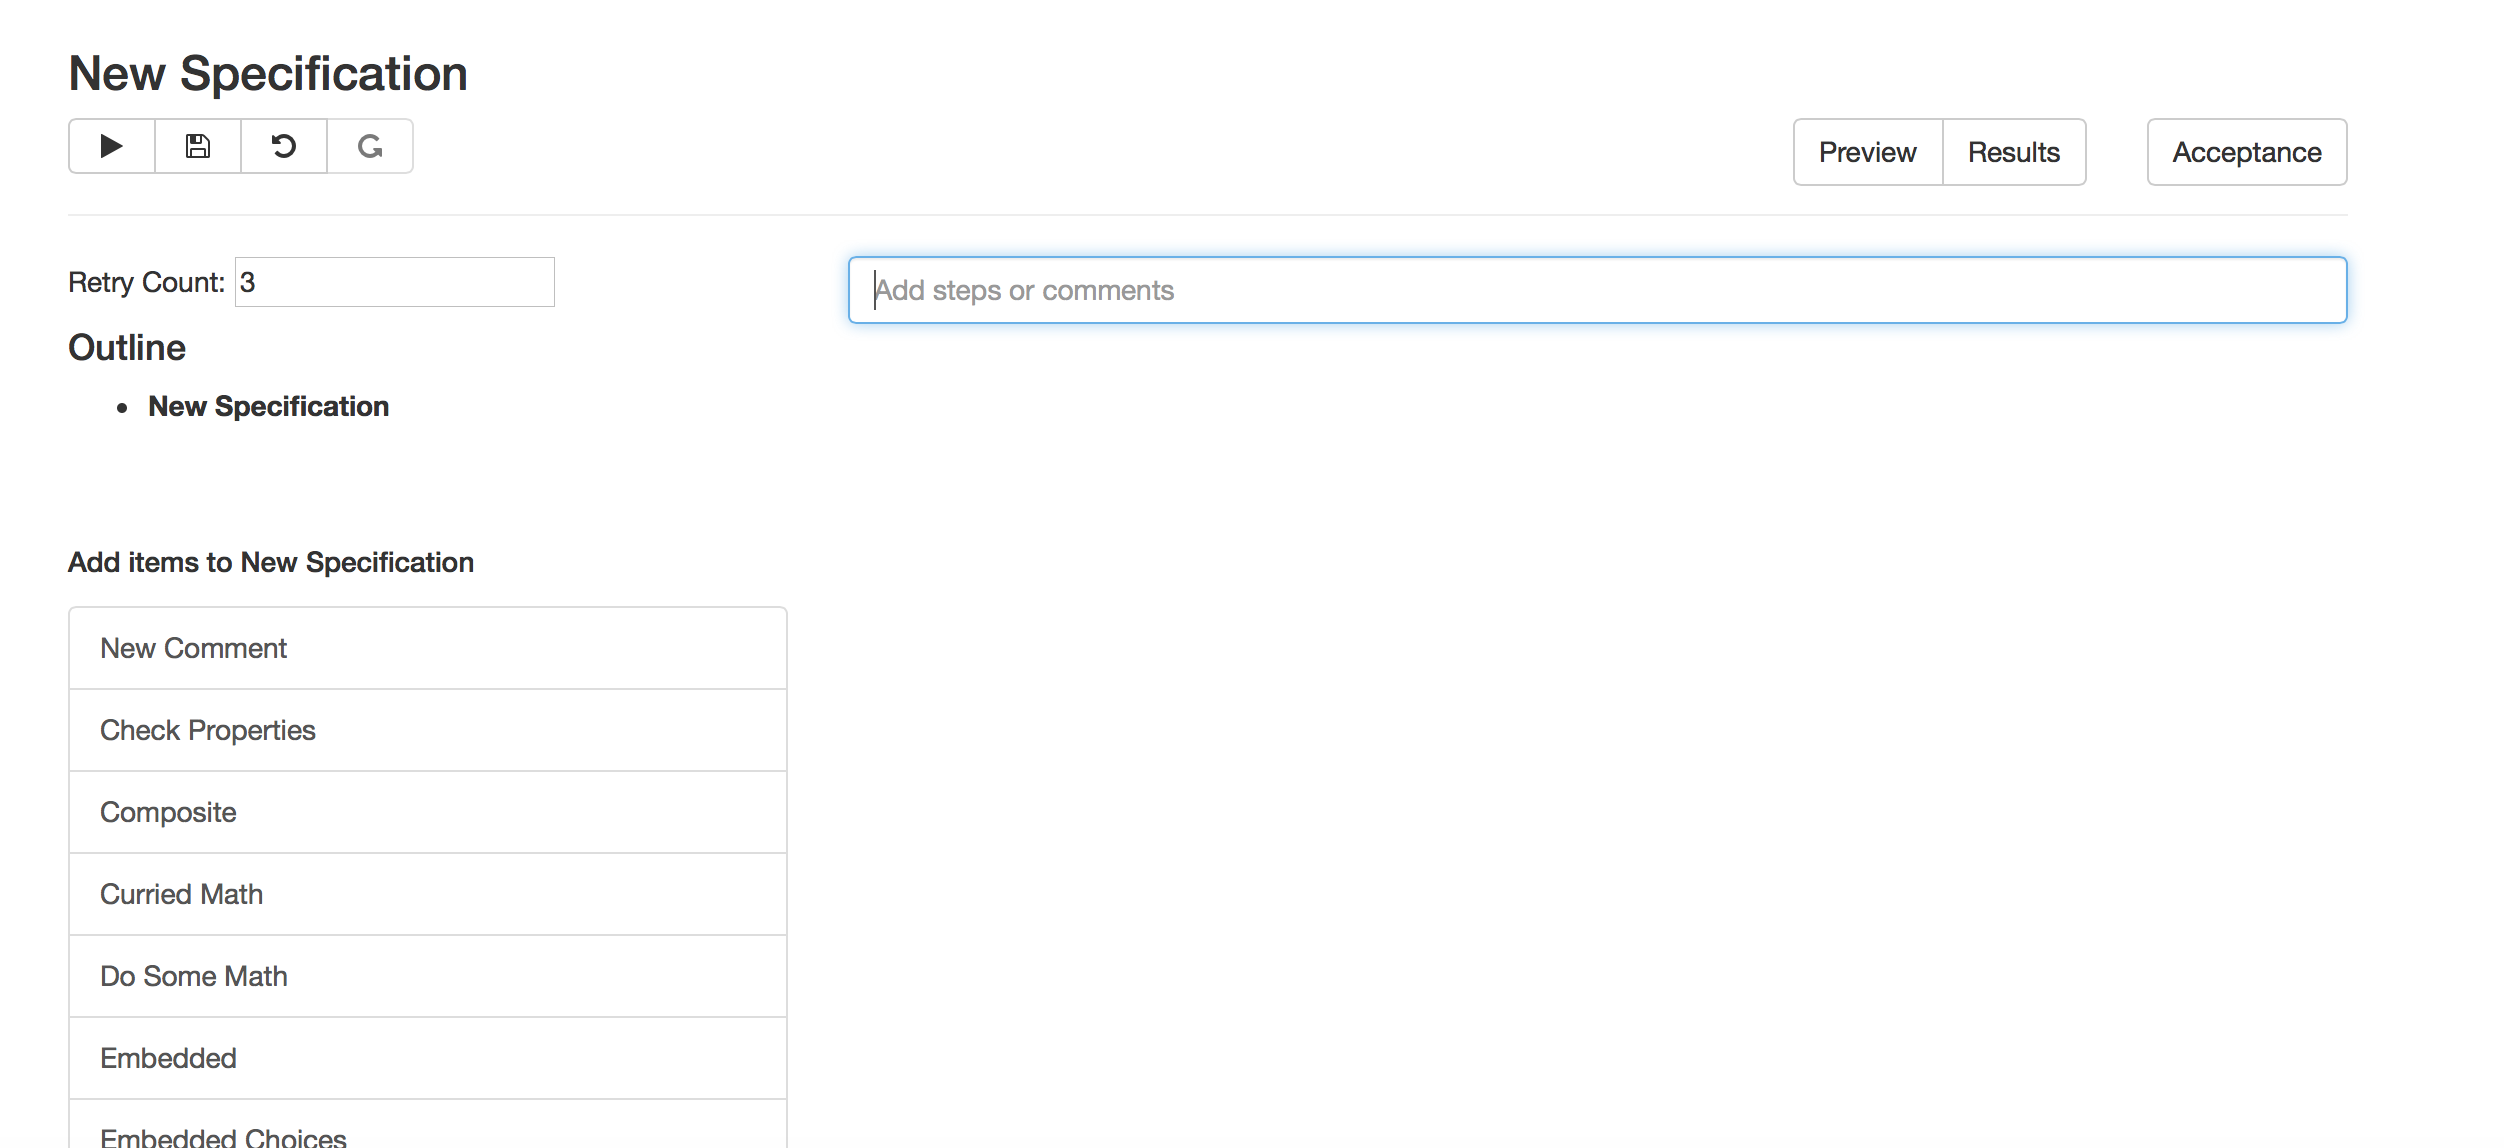 New Specification
Preview
Results
Acceptance
Retry Count: 3
Add steps or comments
Outline
New Specification
Add items to New Specification
New Comment
Check Properties
Composite
Curried Math
Do Some Math
Embedded
Embedded Choices